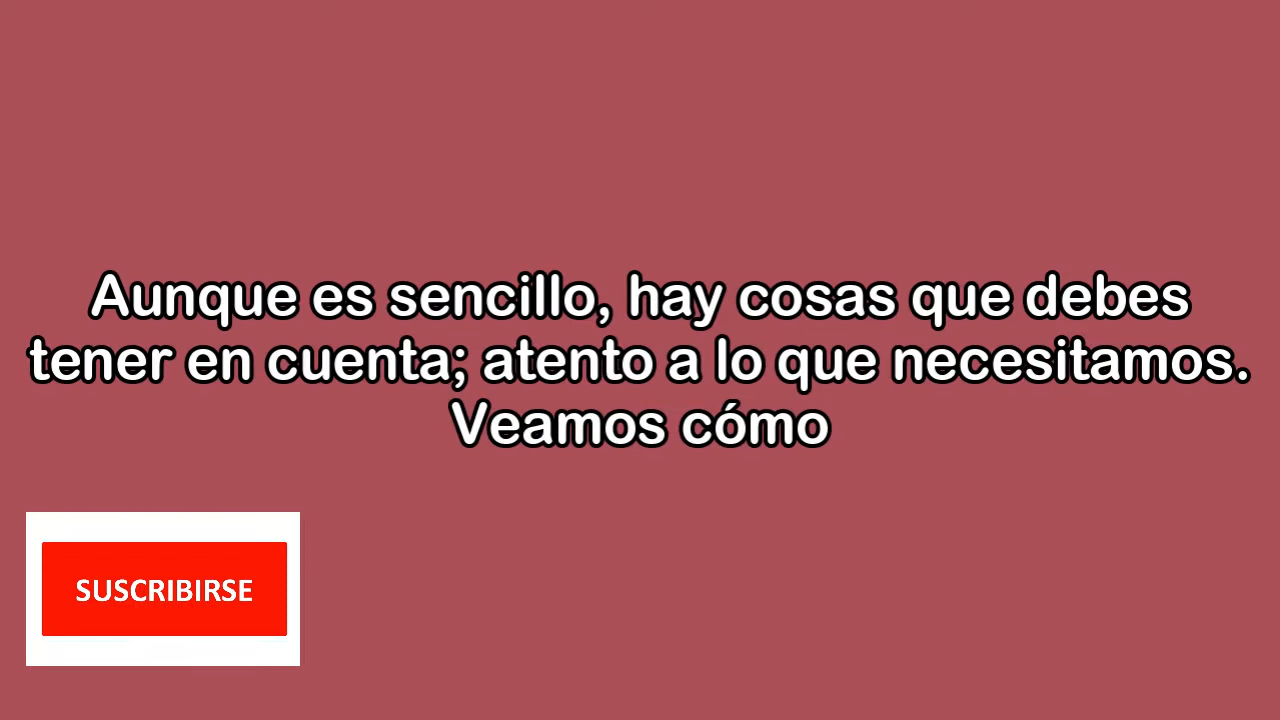 Aunque es sencillo, hay cosas que debes
tener en cuenta; atento a lo que necesitamos.
Veamos cómo
SUSCRIBIRSE